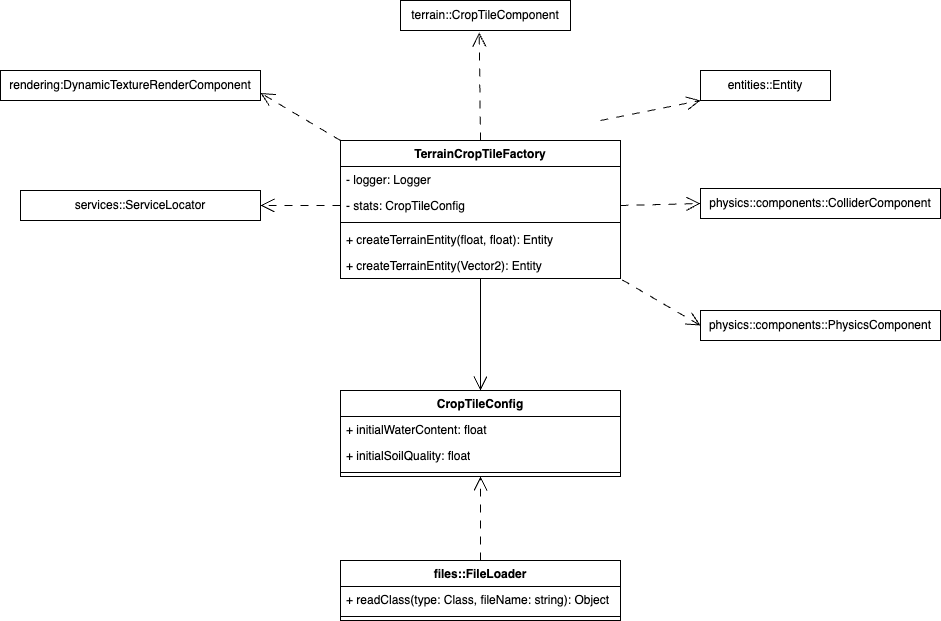 terrain::CropTileComponent
rendering:DynamicTextureRenderComponent
entities::Entity
TerrainCropTileFactory
- logger: Logger
- stats: CropTileConfig
+ createTerrainEntity(float, float): Entity
+ createTerrainEntity(Vector2): Entity
services::ServiceLocator
physics::components::ColliderComponent
physics::components::PhysicsComponent
CropTileConfig
+ initialWaterContent: float
+ initialSoilQuality: float
files::FileLoader
+ readClass(type: Class, fileName: string): Object